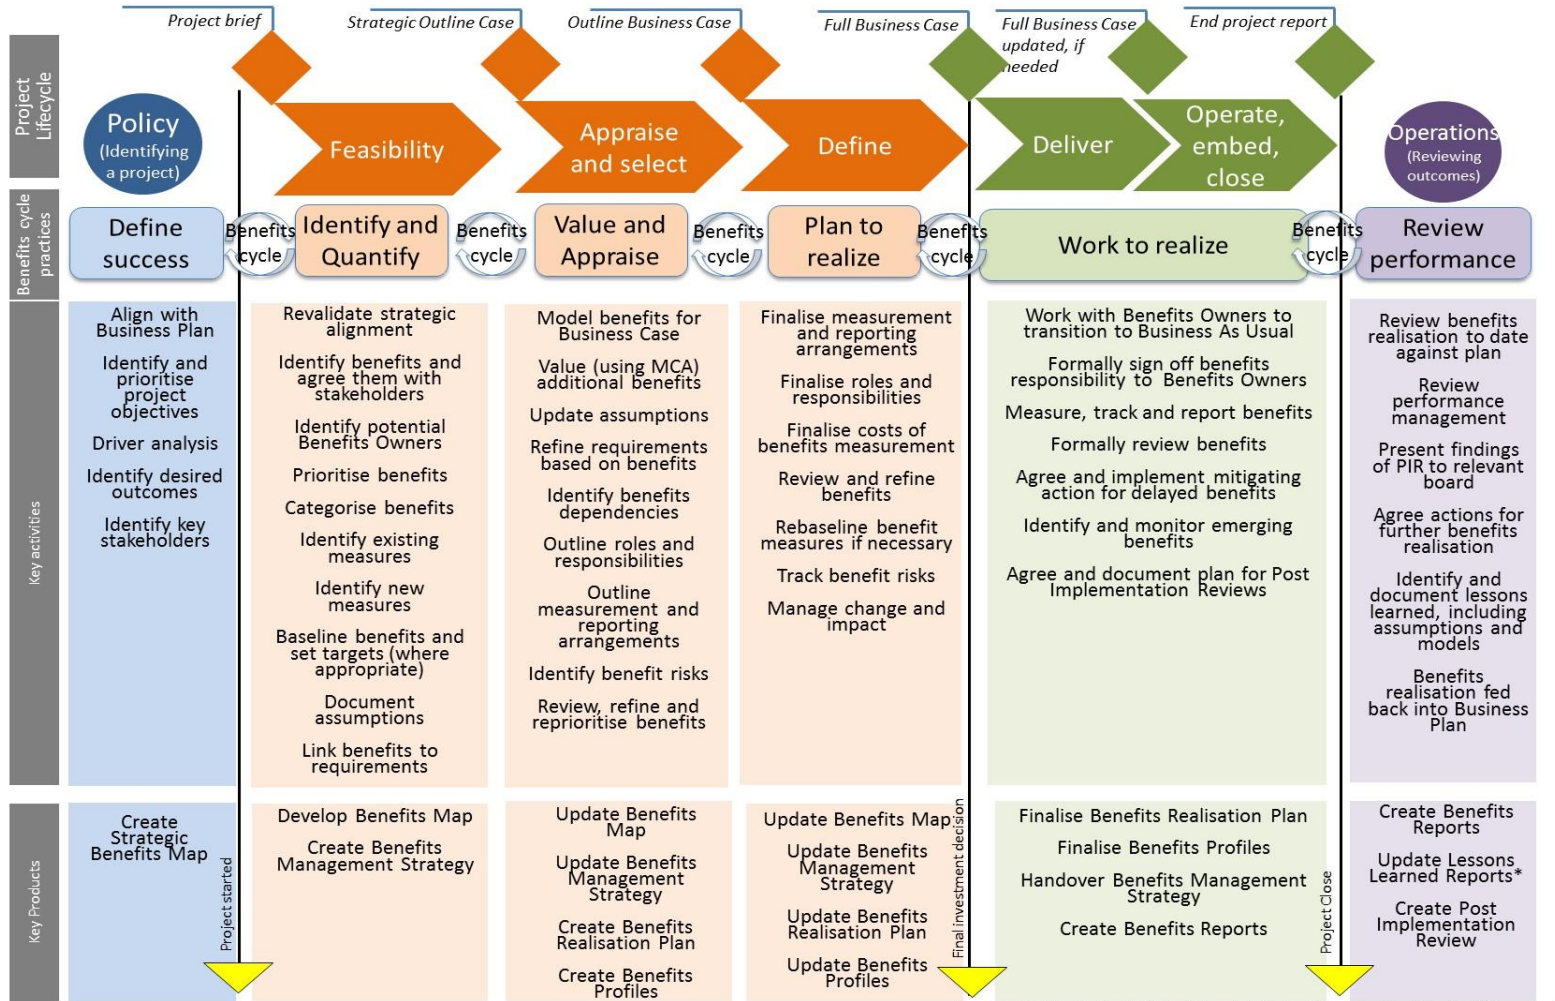 Project brief
Strategic Outline Case
Outline Business Case
Full Business Case
Full Business Case
updated, if
needed
End project report
Project
Lifecycle
Policy
(Identifying
a project)
Feasibility
Appraise
and select
Define
Deliver
Operate,
embed,
close
Operations
(Reviewing
outcomes)
Benefits cycle
practices
Define
success
Benefits
cycle
Identify and
Quantify
Benefits
cycle
Value and
Appraise
Benefits
cycle
Plan to
realize
Benefits
cycle
Work to realize
Benefits
cycle
Review
performance
Key activities
Align with
Business Plan
Identify and
prioritise
project
objectives
Driver analysis
Identify desired
outcomes
Identify key
stakeholders
Revalidate strategic
alignment
Identify benefits and
agree them with
stakeholders
Identify potential
Benefits Owners
Prioritise benefits
Categorise benefits
Identify existing
measures
Identify new
measures
Baseline benefits and
set targets (where
appropriate)
Document
assumptions
Link benefits to
requirements
Model benefits for
Business Case
Value (using MCA)
additional benefits
Update assumptions
Refine requirements
based on benefits
Identify benefits
dependencies
Outline roles and
responsibilities
Outline
measurement and
reporting
arrangements
Identify benefit risks
Review, refine and
reprioritise benefits
Finalise measurement
and reporting
arrangements
Finalise roles and
responsibilities
Finalise costs of
benefits measurement
Review and refine
benefits
Rebaseline benefit
measures if necessary
Track benefit risks
Manage change and
impact
Work with Benefits Owners to
transition to Business As Usual
Formally sign off benefits
responsibility to Benefits Owners
Measure, track and report benefits
Formally review benefits
Agree and implement mitigating
action for delayed benefits
Identify and monitor emerging
benefits
Agree and document plan for Post
Implementation Reviews
Review benefits
realisation to date
against plan
Review
performance
management
Present findings
of PIR to relevant
board
Agree actions for
further benefits
realisation
Identify and
document lessons
learned, including
assumptions and
models
Benefits
realisation fed
back into Business
Plan
Key Products
Create
Strategic
Benefits Map
Project started
Develop Benefits Map
Create Benefits
Management Strategy
Update Benefits
Map
Update Benefits
Management
Strategy
Create Benefits
Realisation Plan
Create Benefits
Profiles
Update Benefits Map
Update Benefits
Management
Strategy
Update Benefits
Realisation Plan
Update Benefits
Profiles
Final investment decision
Finalise Benefits Realisation Plan
Finalise Benefits Profiles
Handover Benefits Management
Strategy
Create Benefits Reports
Project Close
Create Benefits
Reports
Update Lessons
Learned Reports*
Create Post
Implementation
Review